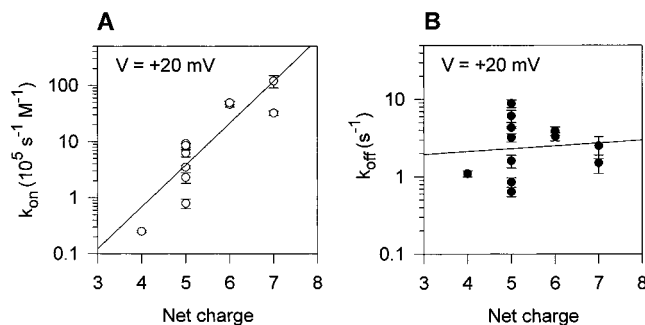 A
V = +20 mV
k_on (10^5 s^-1 M^-1)
100
10
1
0.1
3 4 5 6 7 8
Net charge
B
V = +20 mV
k_off (s^-1)
10
1
0.1
3 4 5 6 7 8
Net charge